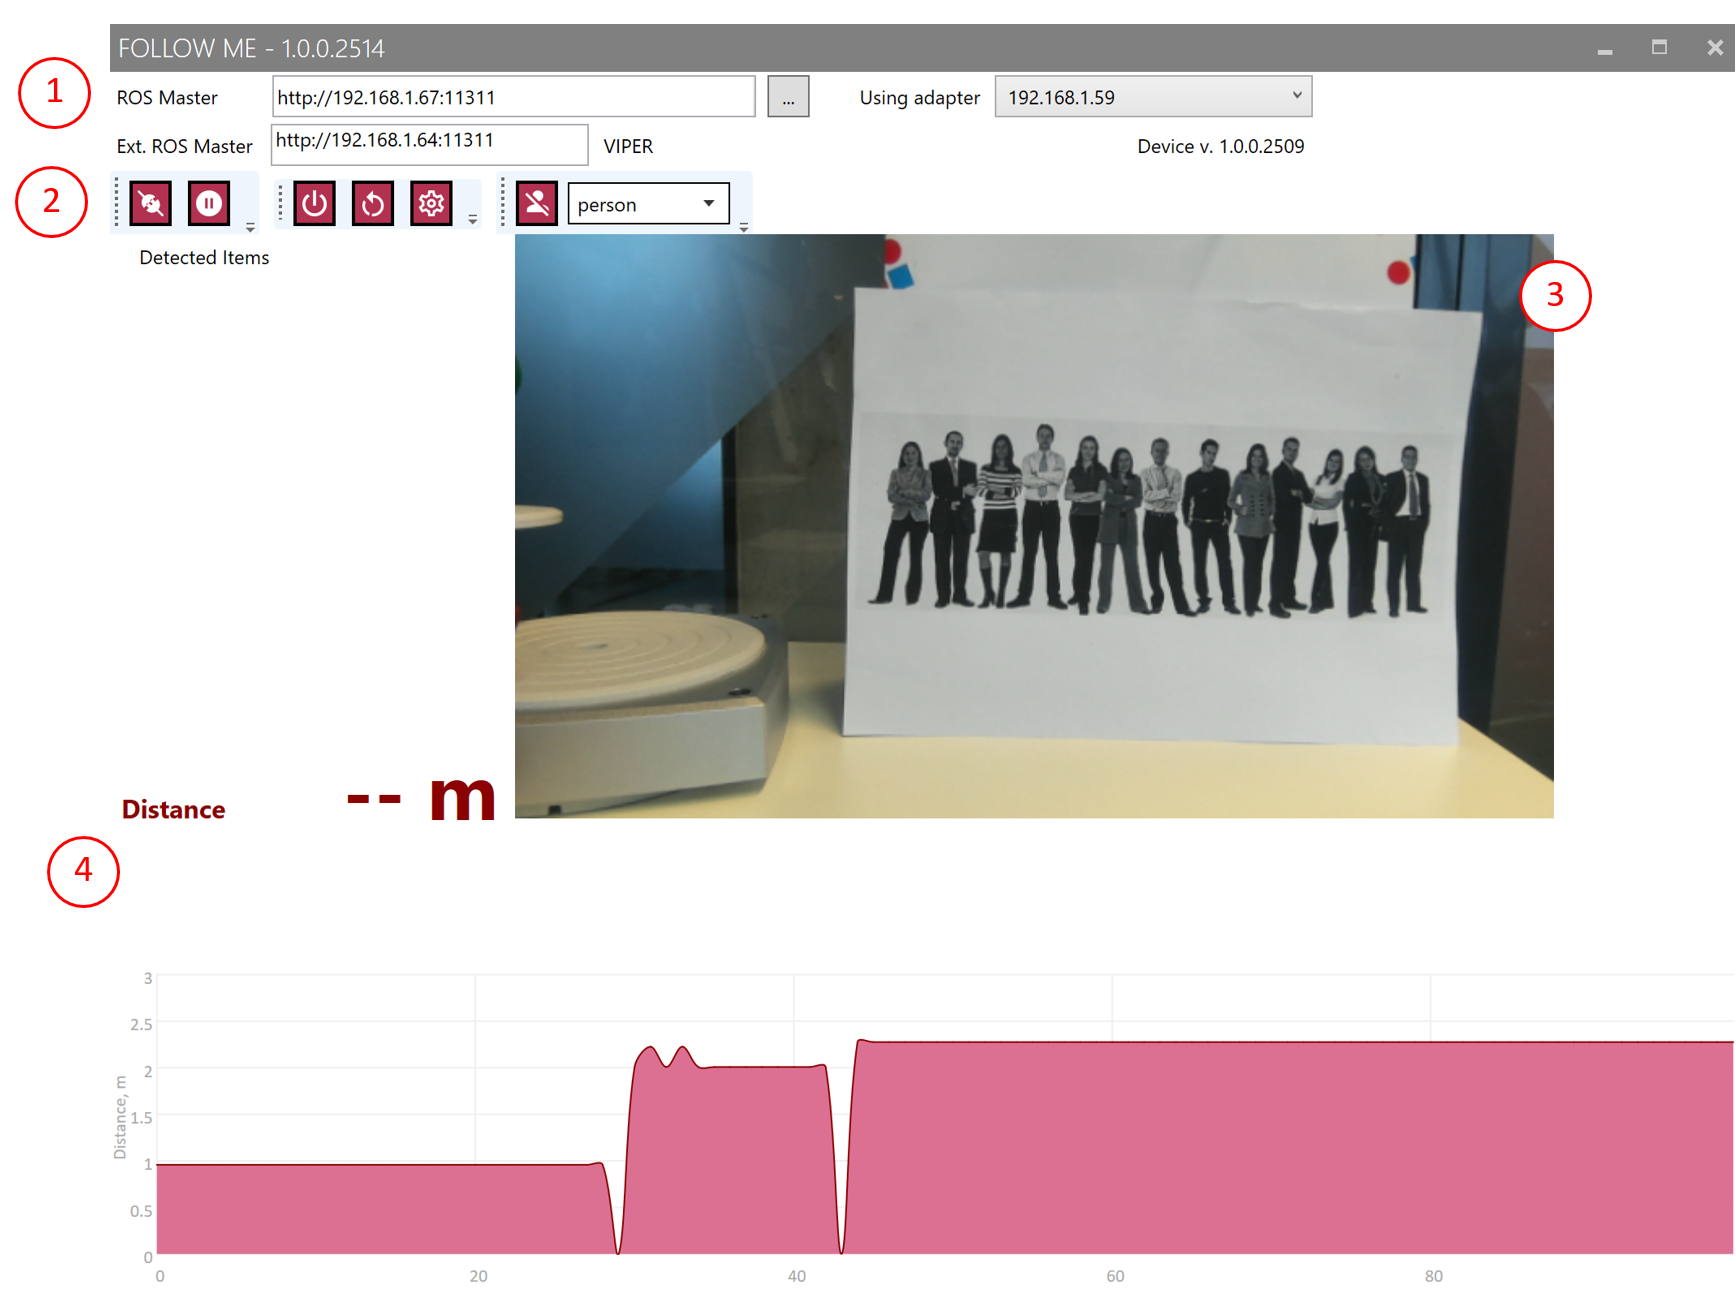 FOLLOW ME - 1.0.0.2514
1
ROS Master http://192.168.1.67:11311 ... Using adapter 192.168.1.59
Ext. ROS Master http://192.168.1.64:11311 VIPER Device v. 1.0.0.2509
2
person
Detected Items
3
Distance -- m
4
Distance, m
3
2.5
2
1.5
1
0.5
0
0 20 40 60 80